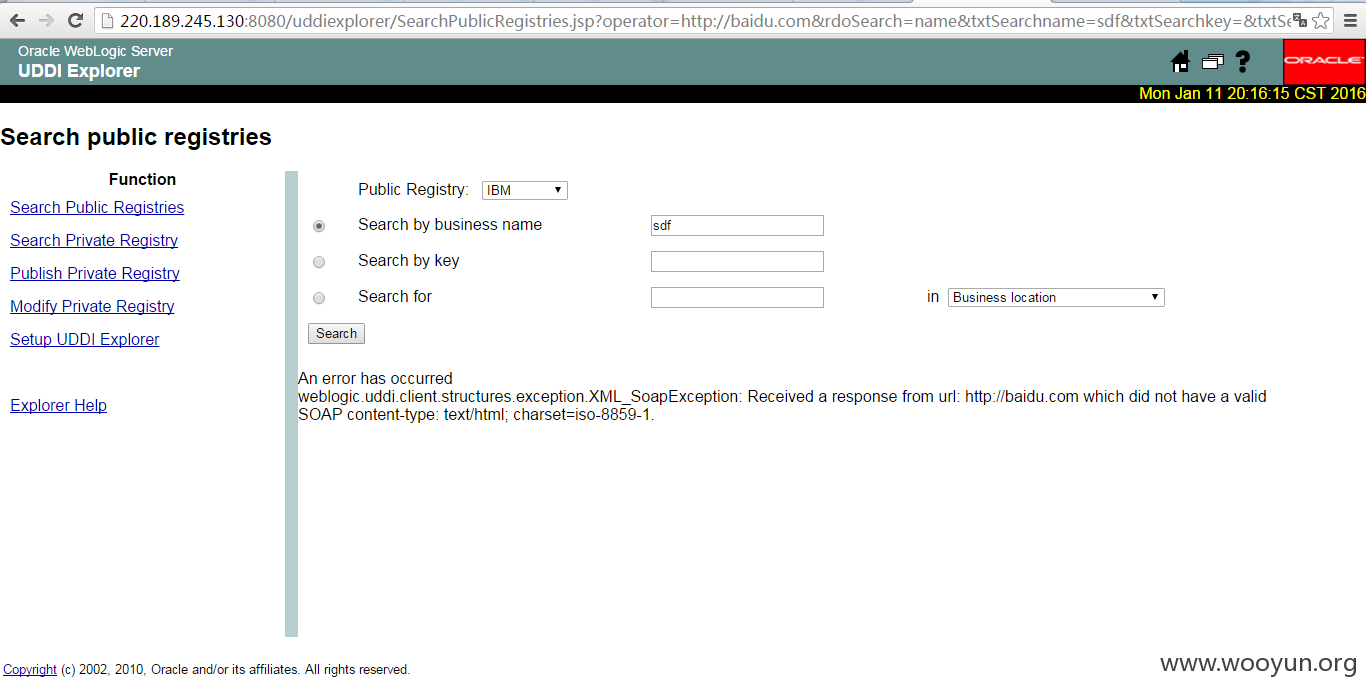 220.189.245.130:8080/uddiexplorer/SearchPublicRegistries.jsp?operator=http://baidu.com&rdoSearch=name&txtSearchname=sdf&txtSearchkey=&txtSe
Oracle WebLogic Server
UDDI Explorer
ORACLE
Mon Jan 11 20:16:15 CST 2016
Search public registries
Function
Search Public Registries
Search Private Registry
Publish Private Registry
Modify Private Registry
Setup UDDI Explorer
Explorer Help
Public Registry: IBM
Search by business name sdf
Search by key
Search for in Business location
Search
An error has occurred
weblogic.uddi.client.structures.exception.XML_SoapException: Received a response from url: http://baidu.com which did not have a valid
SOAP content-type: text/html; charset=iso-8859-1.
Copyright (c) 2002, 2010, Oracle and/or its affiliates. All rights reserved.
www.wooyun.org